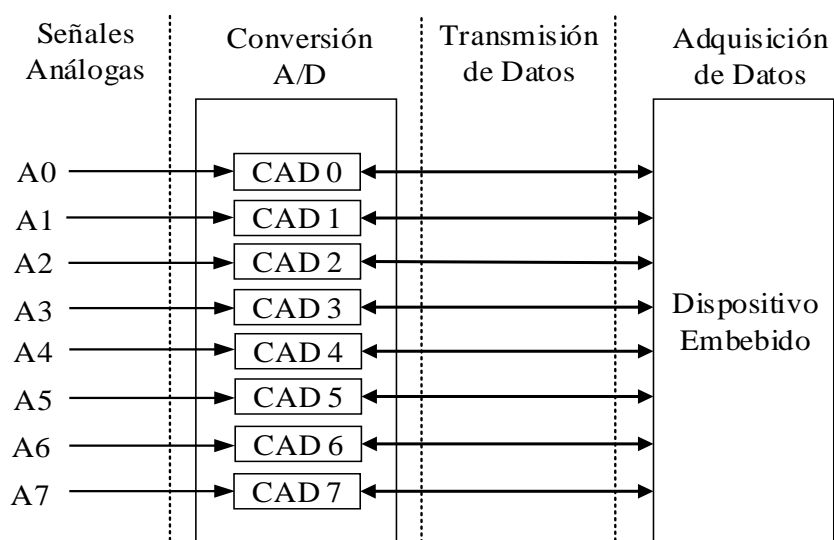 Señales
Análogas
Conversión
A/D
Transmisión
de Datos
Adquisición
de Datos
A0
CAD 0
A1
CAD 1
A2
CAD 2
A3
CAD 3
A4
CAD 4
A5
CAD 5
A6
CAD 6
A7
CAD 7
Dispositivo
Embebido